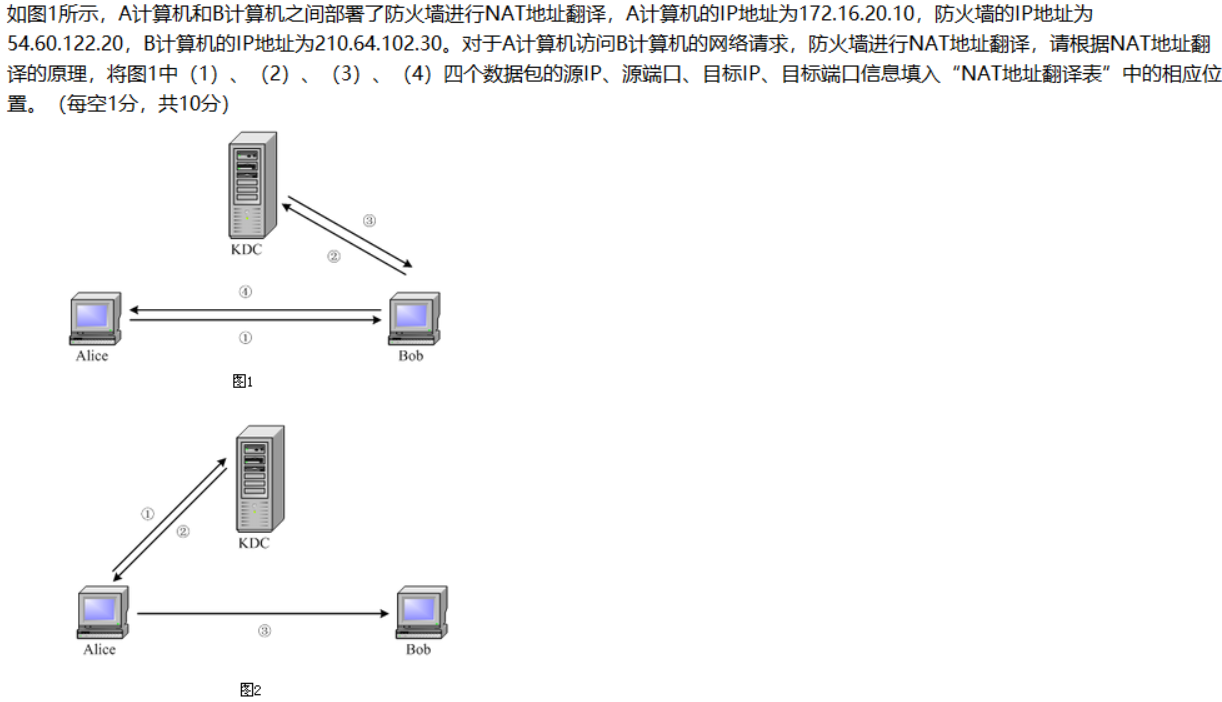 如图1所示，A计算机和B计算机之间部署了防火墙进行NAT地址翻译，A计算机的IP地址为172.16.20.10，防火墙的IP地址为
54.60.122.20，B计算机的IP地址为210.64.102.30。对于A计算机访问B计算机的网络请求，防火墙进行NAT地址翻译，请根据NAT地址翻
译的原理，将图1中（1）、（2）、（3）、（4）四个数据包的源IP、源端口、目标IP、目标端口信息填入“NAT地址翻译表”中的相应位
置。（每空1分，共10分）
③
KDC
②
④
①
Alice
Bob
图1
①
②
KDC
③
Alice
Bob
图2